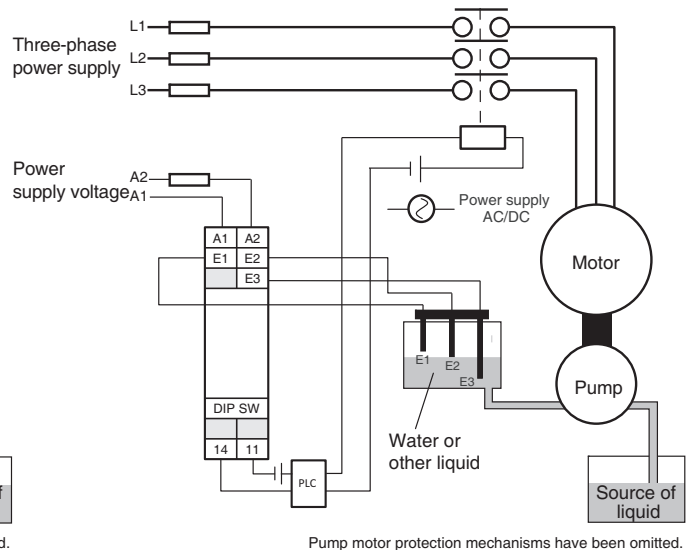 L1
Three-phase
power supply
L2
L3
Power
supply voltage
A2
A1
Power supply
AC/DC
A1 A2
E1 E2
E3
Motor
E1
E2
E3
Pump
DIP SW
Water or
other liquid
14 11
PLC
Source of
liquid
f
d.
Pump motor protection mechanisms have been omitted.